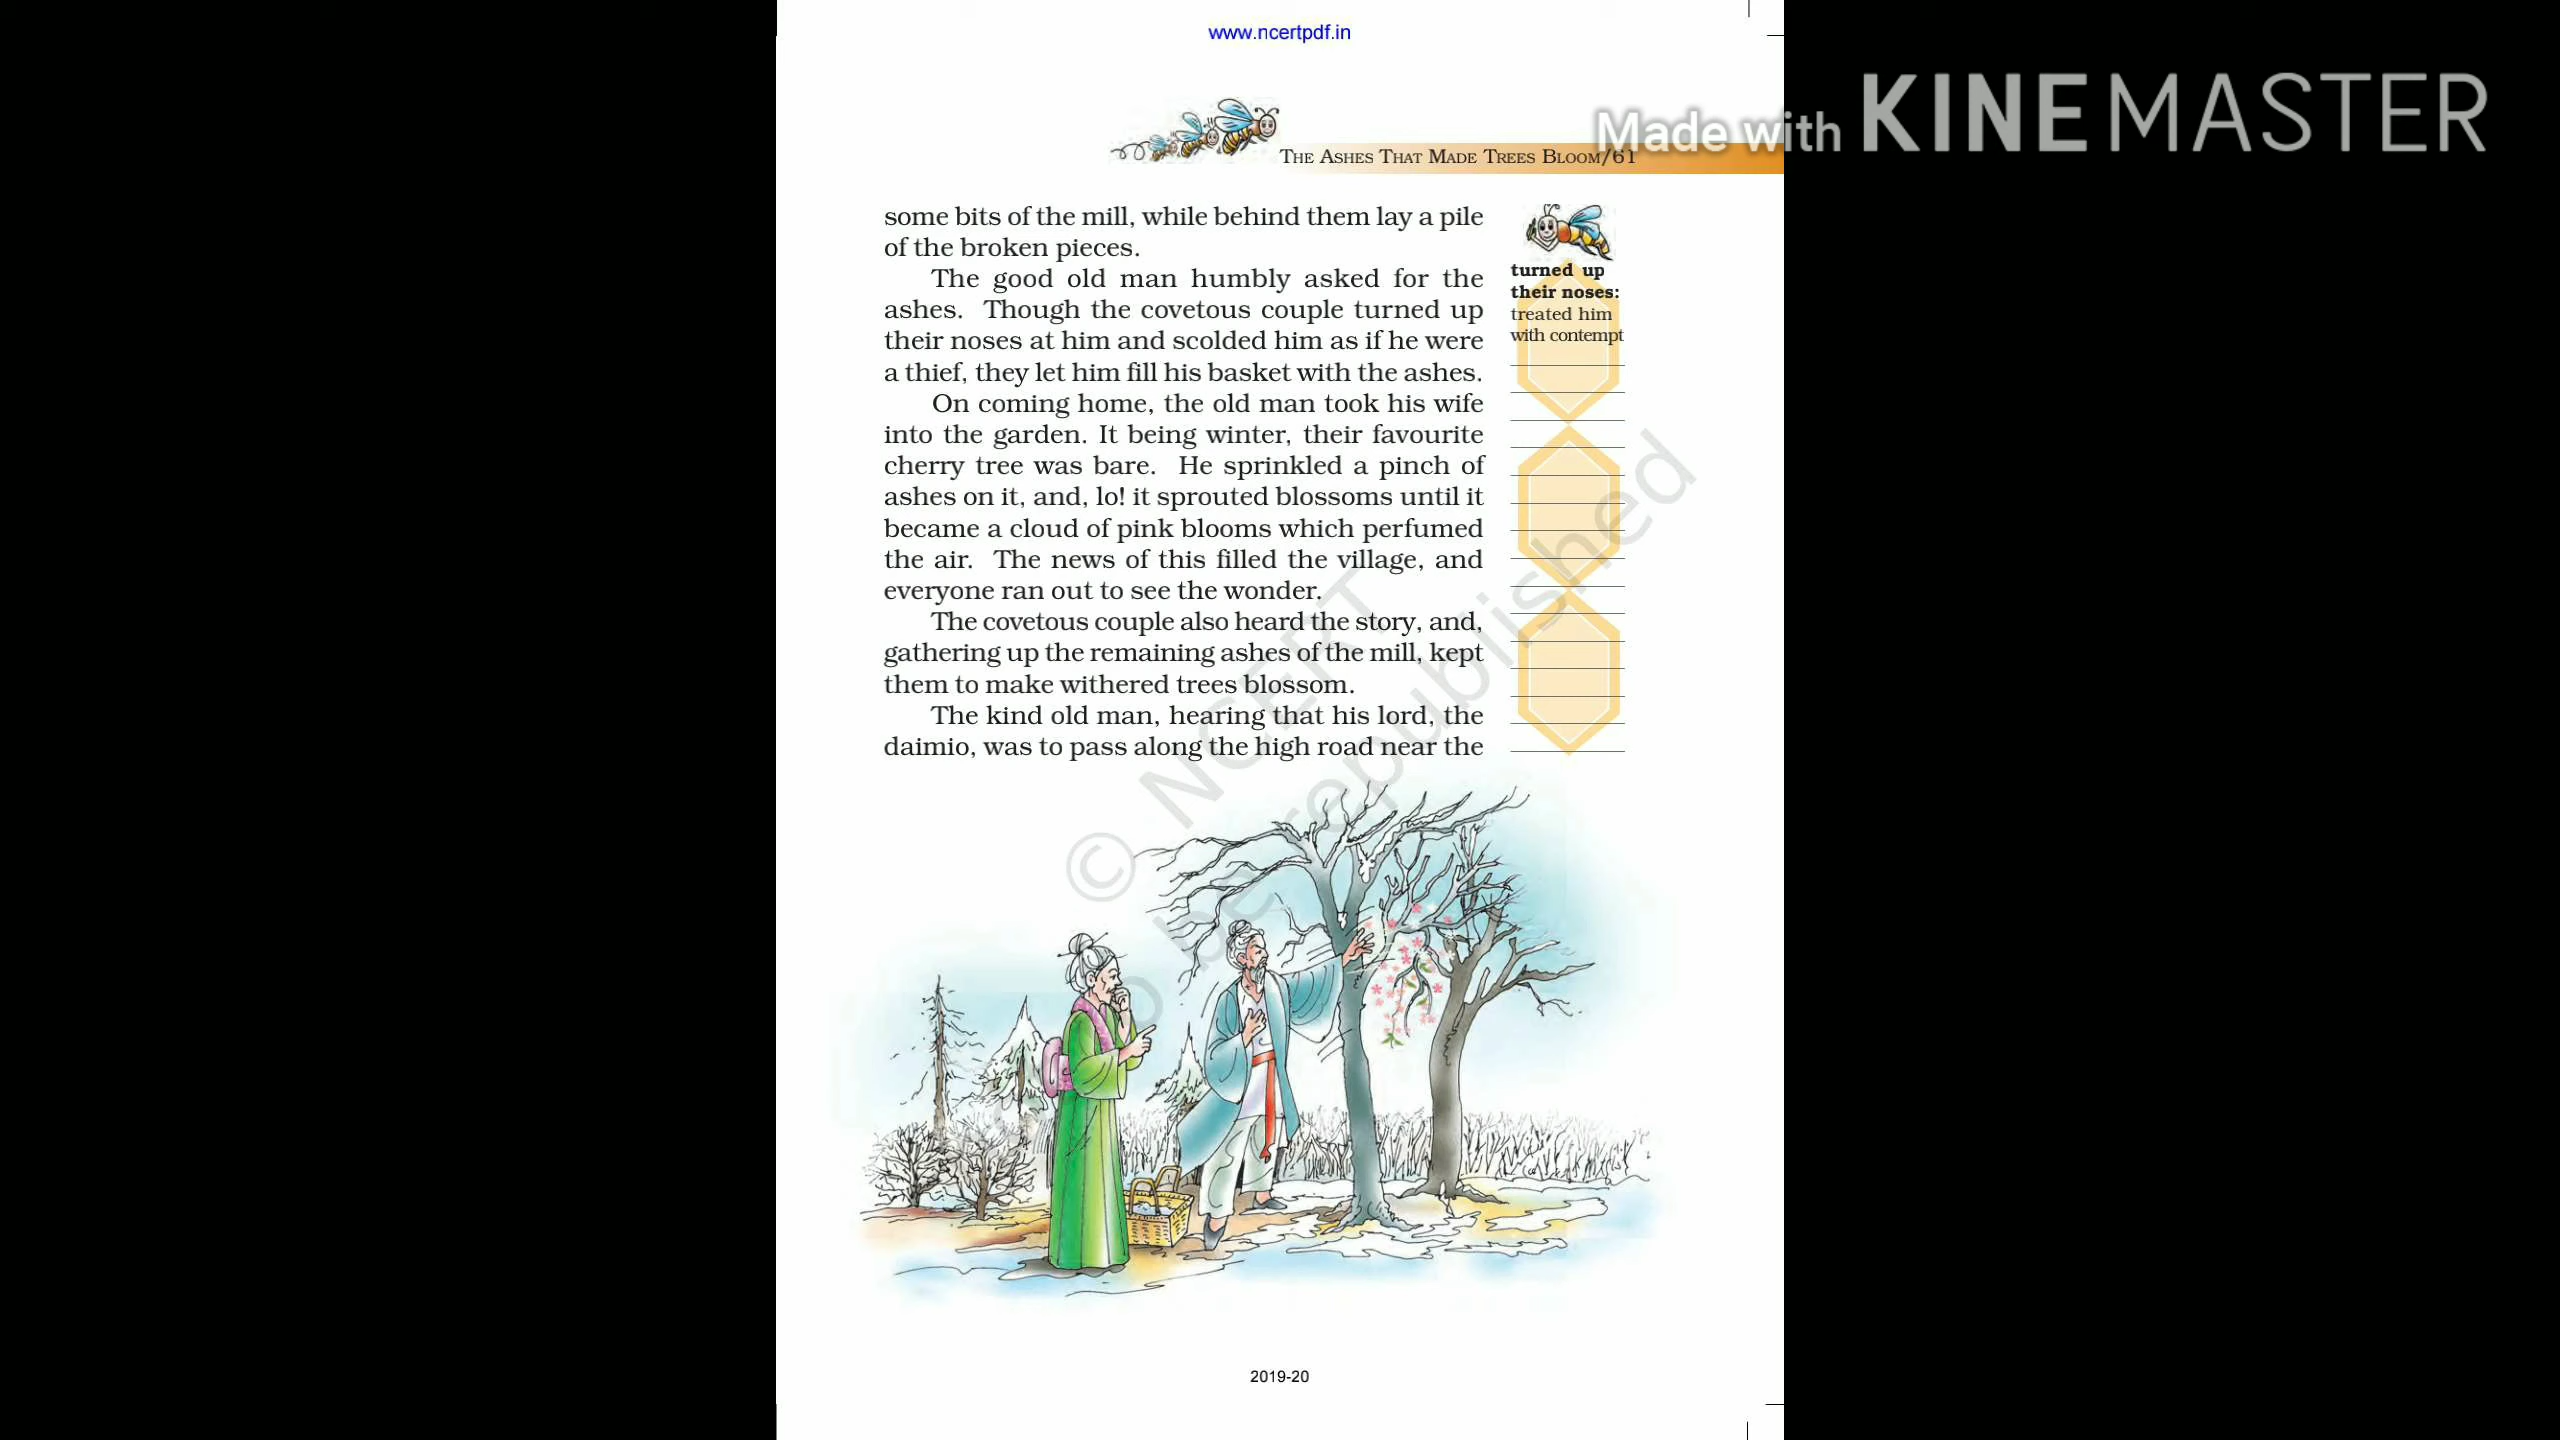 www.ncertpdf.in
Made with KINEMASTER
THE ASHES THAT MADE TREES BLOOM/61
some bits of the mill, while behind them lay a pile
of the broken pieces.
The good old man humbly asked for the
ashes. Though the covetous couple turned up
their noses at him and scolded him as if he were
a thief, they let him fill his basket with the ashes.
On coming home, the old man took his wife
into the garden. It being winter, their favourite
cherry tree was bare. He sprinkled a pinch of
ashes on it, and, lo! it sprouted blossoms until it
became a cloud of pink blooms which perfumed
the air. The news of this filled the village, and
everyone ran out to see the wonder.
The covetous couple also heard the story, and,
gathering up the remaining ashes of the mill, kept
them to make withered trees blossom.
The kind old man, hearing that his lord, the
daimio, was to pass along the high road near the
turned up
their noses:
treated him
with contempt
© NCERT
be republished
2019-20